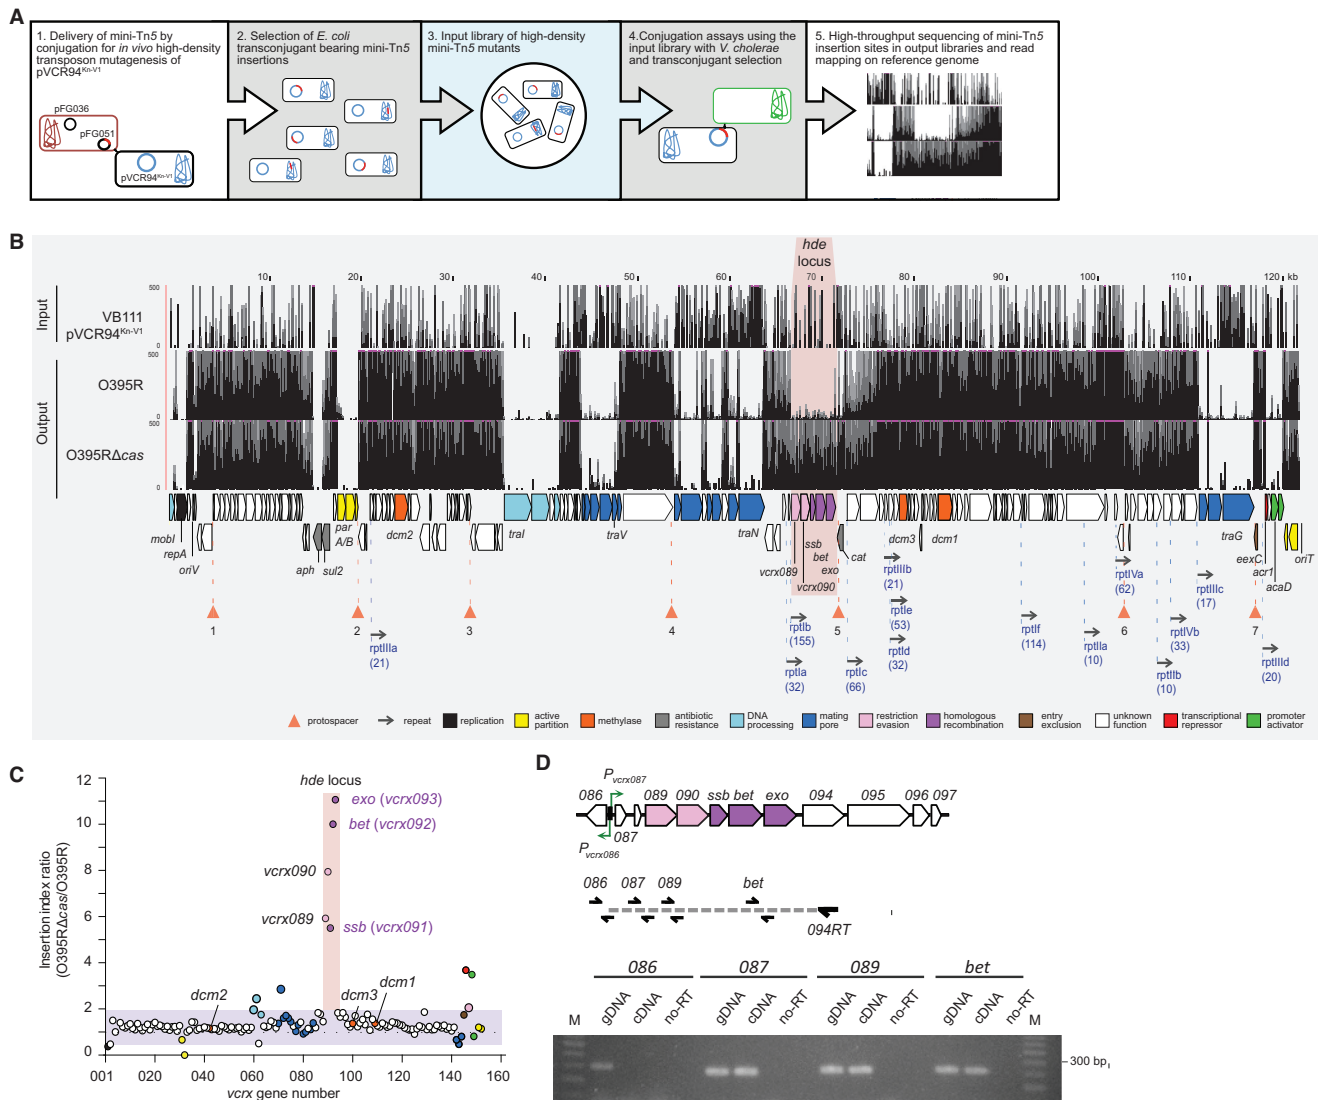 A
1. Delivery of mini-Tn5 by
conjugation for in vivo high-density
transposon mutagenesis of
pVCR94Kn-V1
pFG036
pFG051
pVCR94Kn-V1
2. Selection of E. coli
transconjugant bearing mini-Tn5
insertions
3. Input library of high-density
mini-Tn5 mutants
4.Conjugation assays using the
input library with V. cholerae
and transconjugant selection
5. High-throughput sequencing of mini-Tn5
insertion sites in output libraries and read
mapping on reference genome
B
hde
locus
10 20 30 40 50 60 70 80 90 100 110 120 kb
Input
VB111
pVCR94Kn-V1
500
0
Output
O395R
500
0
O395RΔcas
500
0
mobI
repA
oriV
aph
sul2
par
A/B
dcm2
traI
traV
traN
vcrx089
ssb
bet
exo
vcrx090
cat
dcm3
dcm1
traG
eexC
acr1
acaD
oriT
1
2
3
4
5
6
7
rptIIIa
(21)
rptIb
(155)
rptIa
(32)
rptIc
(66)
rptIIIb
(21)
rptIe
(53)
rptId
(32)
rptIf
(114)
rptIIa
(10)
rptIVa
(62)
rptIIb
(10)
rptIVb
(33)
rptIIIc
(17)
rptIIId
(20)
protospacer
repeat
replication
active
partition
methylase
antibiotic
resistance
DNA
processing
mating
pore
restriction
evasion
homologous
recombination
entry
exclusion
unknown
function
transcriptional
repressor
promoter
activator
C
Insertion index ratio
(O395RΔcas/O395R)
12
10
8
6
4
2
0
hde locus
exo (vcrx093)
bet (vcrx092)
vcrx090
vcrx089
ssb (vcrx091)
dcm2
dcm3
dcm1
001 020 040 060 080 100 120 140 160
vcrx gene number
D
Pvcrx087
086 089 090 ssb bet exo 094 095 096 097
087
Pvcrx086
086 087 089 bet
094RT
086 087 089 bet
M gDNA cDNA no-RT gDNA cDNA no-RT gDNA cDNA no-RT gDNA cDNA no-RT M
300 bp